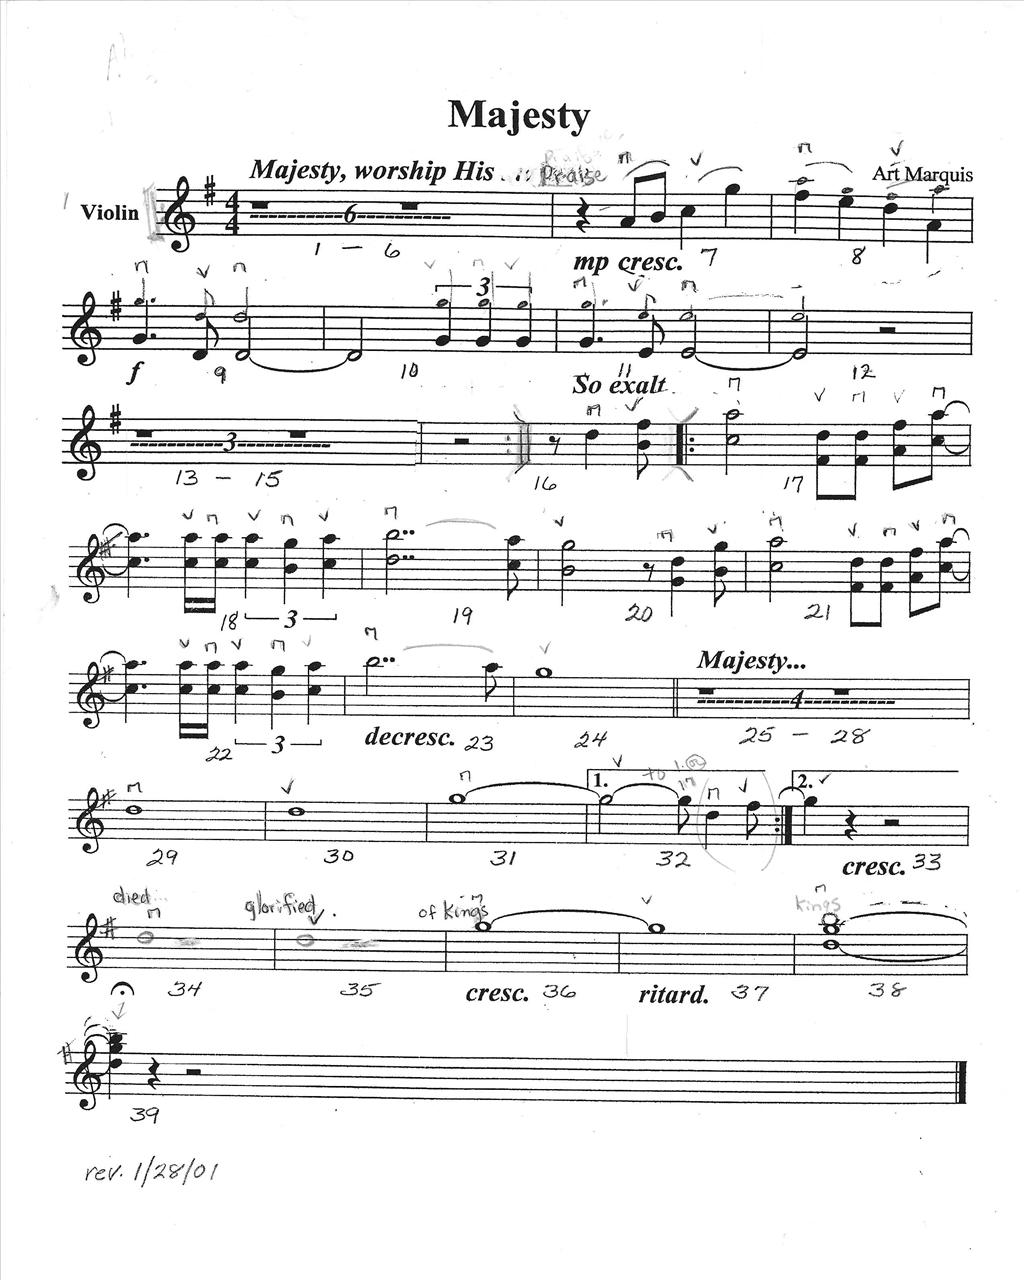 Majesty
Majesty, worship His . . . Praise
Art Marquis
Violin
4
4
6
1 - 6
mp cresc. 7
8
3
f 9
10
11
12
So exalt
3
13 - 15
16
17
18
3
19
20
21
Majesty...
4
22
3
decresc. 23
24
25 - 28
to 1.
1.
2.
29
30
31
32
cresc. 33
died...
glorified.
of Kings
Kings
34
35
cresc. 36
ritard. 37
38
39
rev. 1/28/01